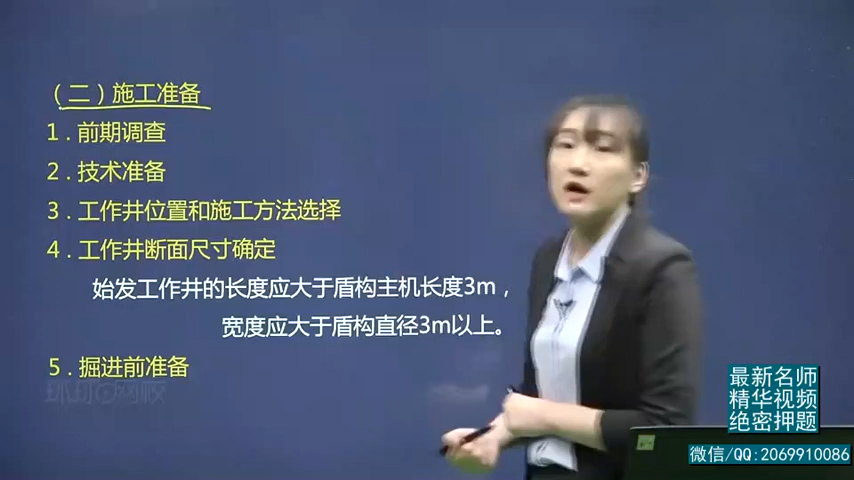 （二）施工准备
1．前期调查
2．技术准备
3．工作井位置和施工方法选择
4．工作井断面尺寸确定
始发工作井的长度应大于盾构主机长度3m，
宽度应大于盾构直径3m以上。
5．掘进前准备
环球网校
最新名师
精华视频
绝密押题
微信/QQ:2069910086